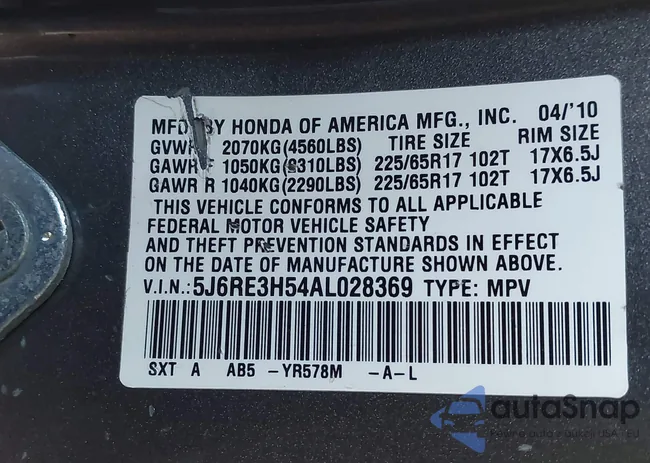 MFD BY HONDA OF AMERICA MFG., INC. 04/'10
GVWR 2070KG(4560LBS) TIRE SIZE RIM SIZE
GAWR F 1050KG(2310LBS) 225/65R17 102T 17X6.5J
GAWR R 1040KG(2290LBS) 225/65R17 102T 17X6.5J
THIS VEHICLE CONFORMS TO ALL APPLICABLE
FEDERAL MOTOR VEHICLE SAFETY
AND THEFT PREVENTION STANDARDS IN EFFECT
ON THE DATE OF MANUFACTURE SHOWN ABOVE.
V.I.N.:5J6RE3H54AL028369 TYPE: MPV
SXT A AB5 -YR578M -A-L
autaSnap